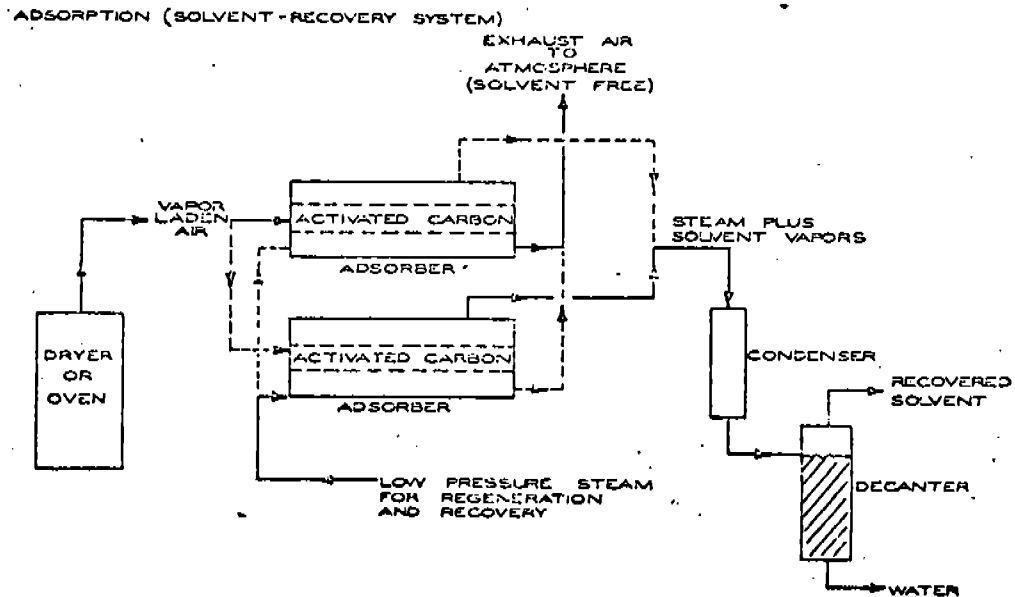 ADSORPTION (SOLVENT-RECOVERY SYSTEM)
EXHAUST AIR
TO
ATMOSPHERE
(SOLVENT FREE)
VAPOR
LADEN
AIR
ACTIVATED CARBON
ADSORBER
STEAM PLUS
SOLVENT VAPORS
ACTIVATED CARBON
ADSORBER
DRYER
OR
OVEN
CONDENSER
RECOVERED
SOLVENT
LOW PRESSURE STEAM
FOR REGENERATION
AND RECOVERY
DECANTER
WATER